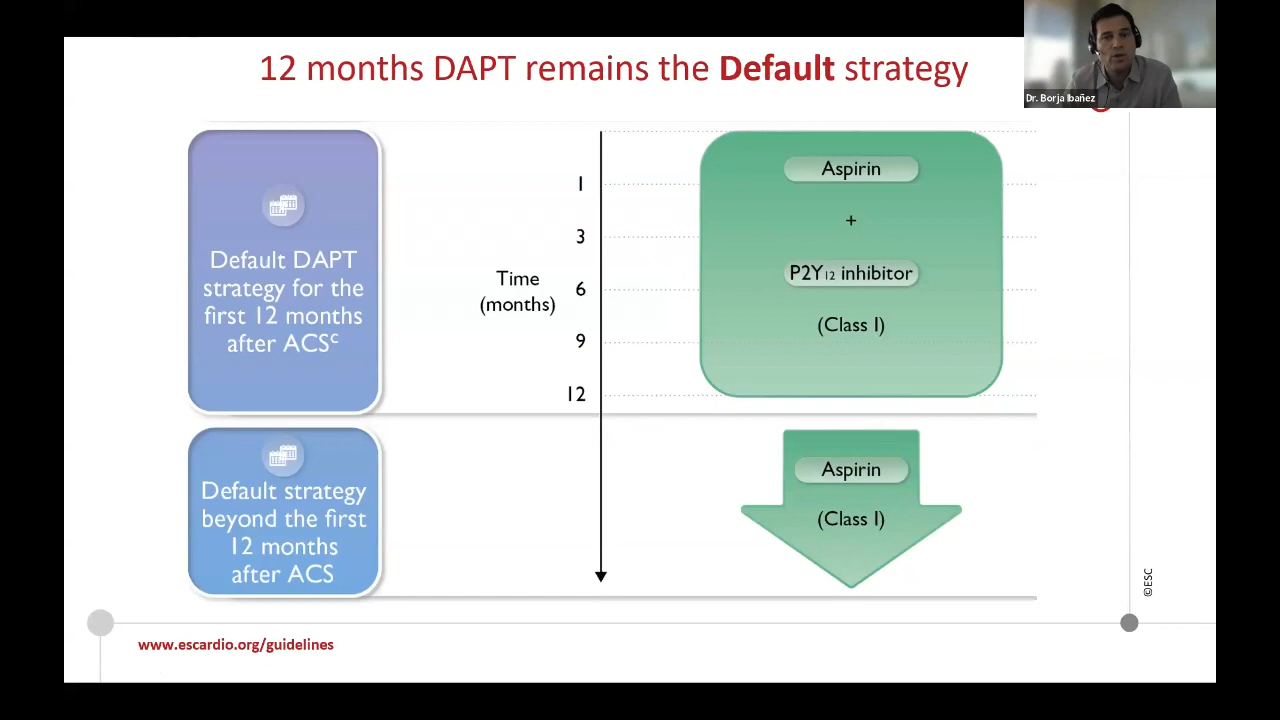 12 months DAPT remains the Default strategy
Dr. Borja Ibañez
Default DAPT
strategy for the
first 12 months
after ACSᶜ
Time
(months)
1
3
6
9
12
Aspirin
+
P2Y₁₂ inhibitor
(Class I)
Default strategy
beyond the first
12 months
after ACS
Aspirin
(Class I)
©ESC
www.escardio.org/guidelines